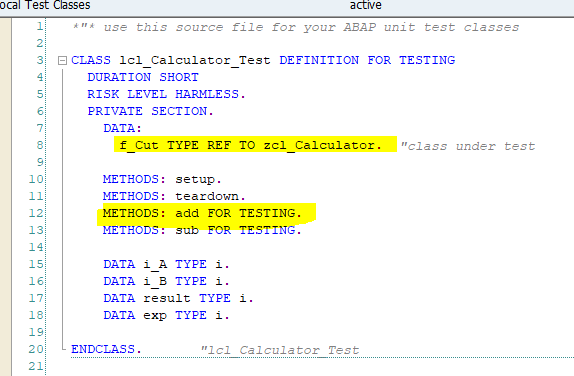 ocal Test Classes active
1 *"* use this source file for your ABAP unit test classes
2
3 CLASS lcl_Calculator_Test DEFINITION FOR TESTING
4 DURATION SHORT
5 RISK LEVEL HARMLESS.
6 PRIVATE SECTION.
7 DATA:
8 f_Cut TYPE REF TO zcl_Calculator. "class under test
9
10 METHODS: setup.
11 METHODS: teardown.
12 METHODS: add FOR TESTING.
13 METHODS: sub FOR TESTING.
14
15 DATA i_A TYPE i.
16 DATA i_B TYPE i.
17 DATA result TYPE i.
18 DATA exp TYPE i.
19
20 ENDCLASS. "lcl_Calculator_Test
21